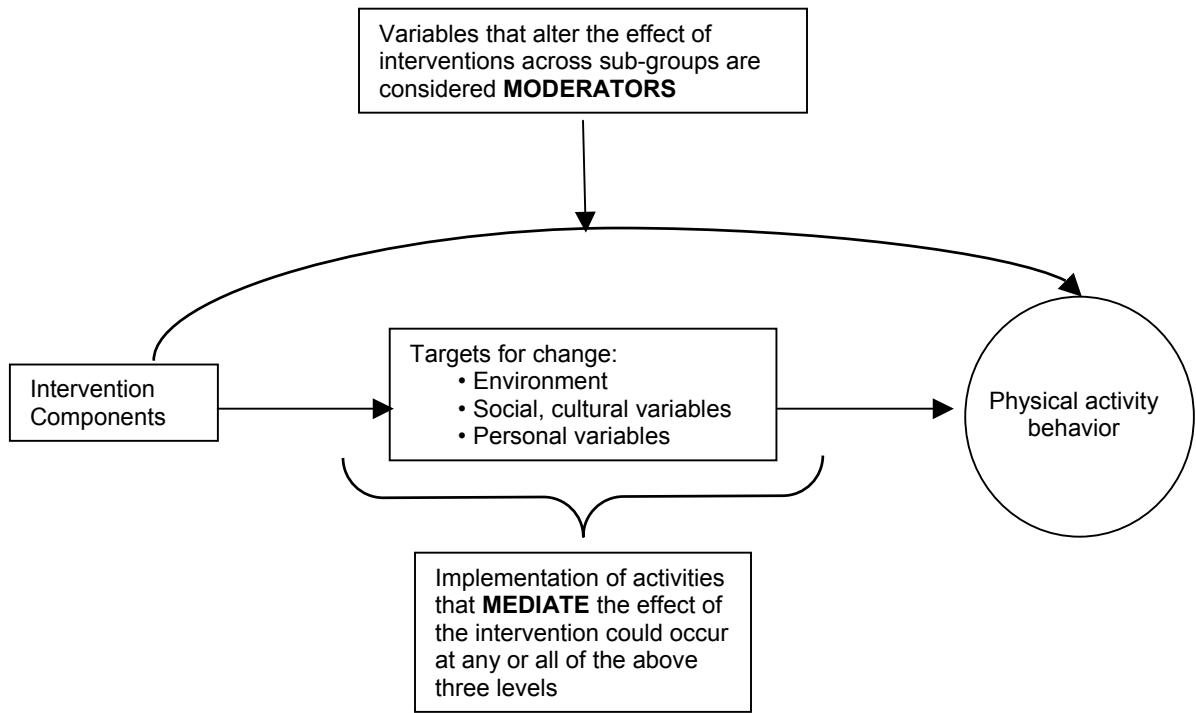 Variables that alter the effect of
interventions across sub-groups are
considered MODERATORS
Intervention
Components
Targets for change:
• Environment
• Social, cultural variables
• Personal variables
Physical activity
behavior
Implementation of activities
that MEDIATE the effect of
the intervention could occur
at any or all of the above
three levels